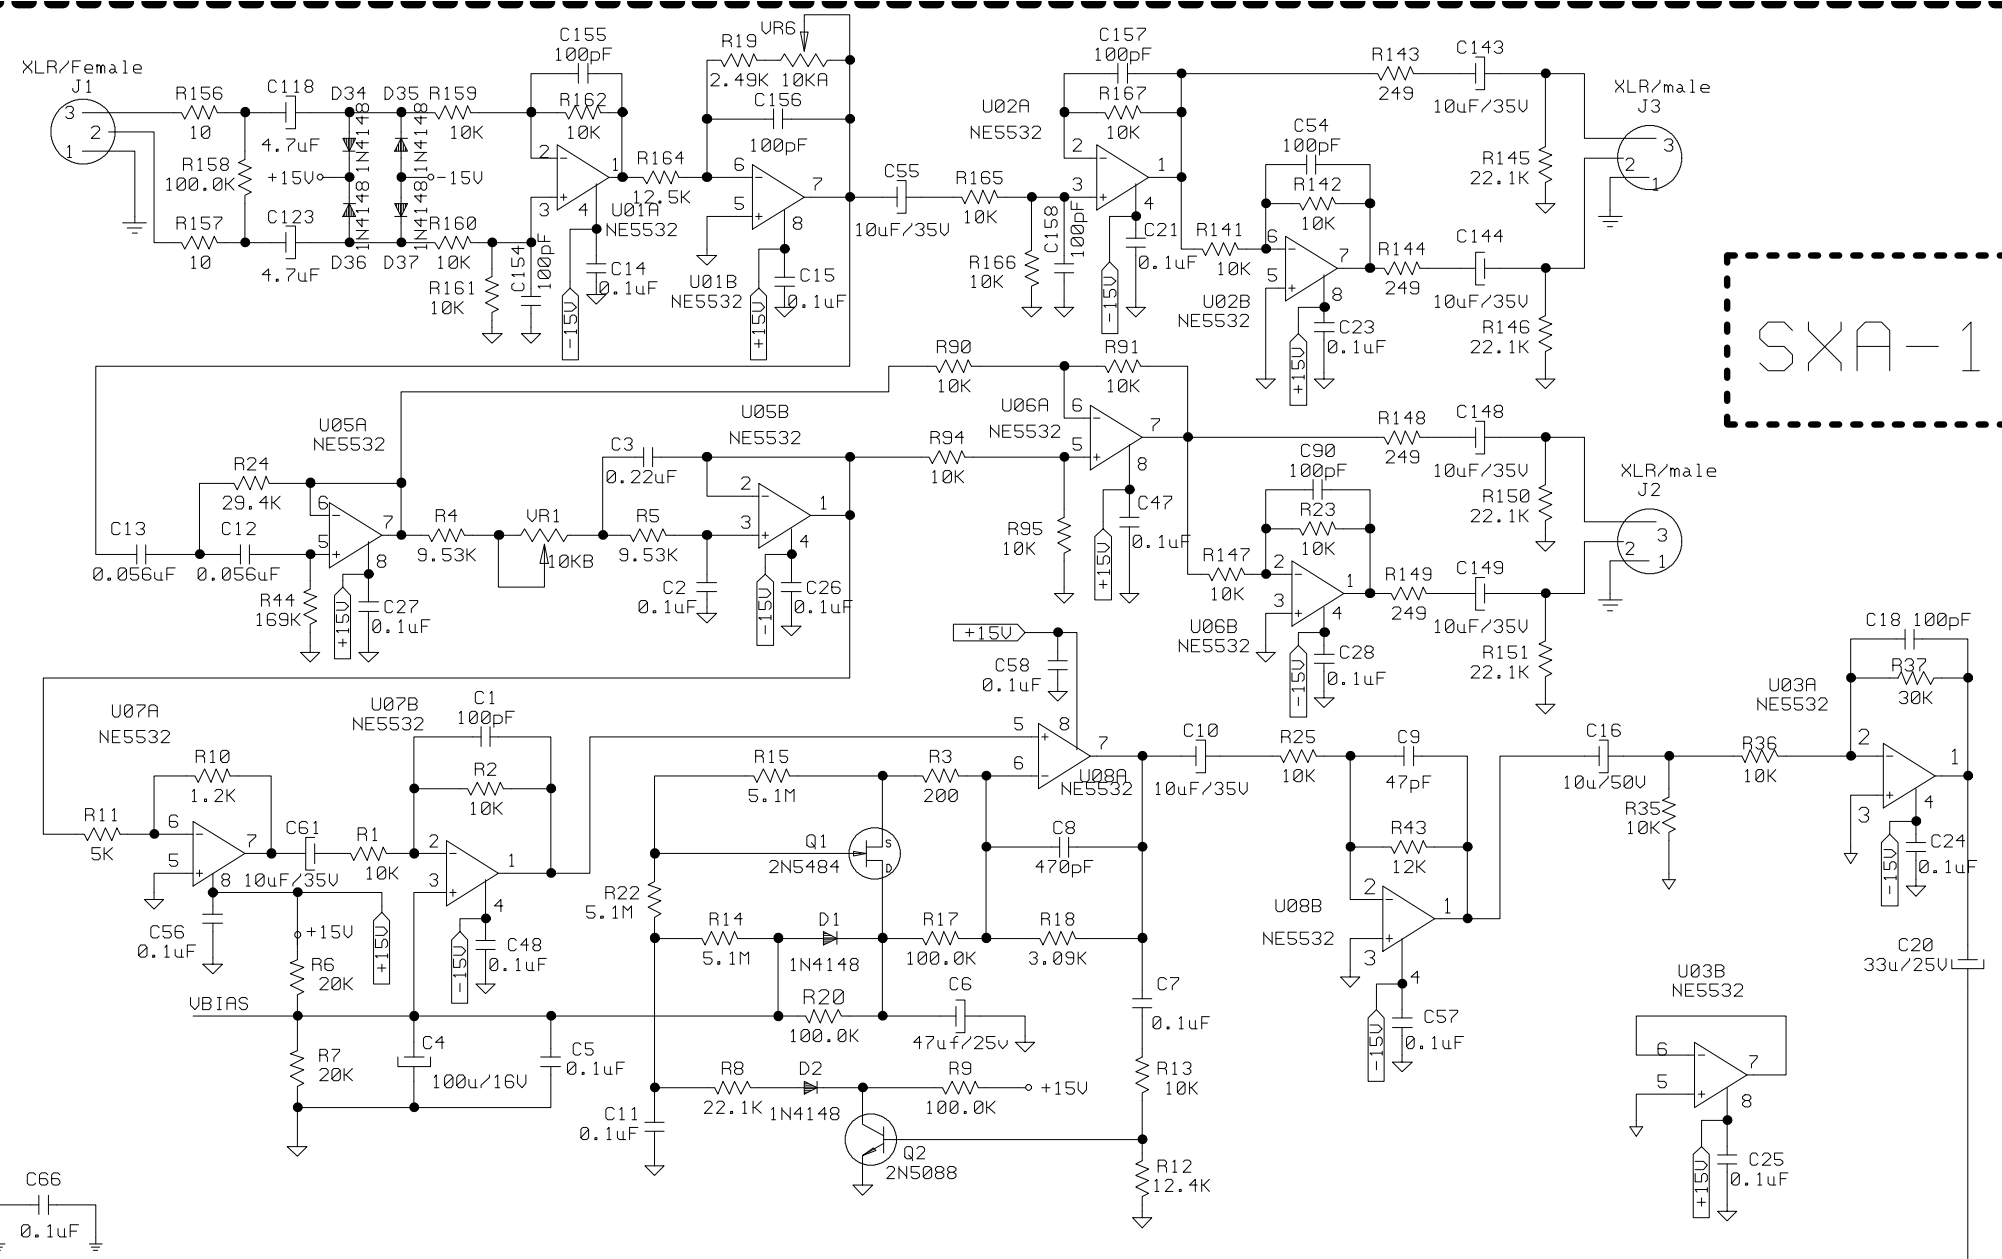 XLR/Female
J1
3
2
1
R156
10
R158
100.0K
R157
10
C118
4.7uF
+15V
C123
4.7uF
D34
1N4148
D35
1N4148
-15V
D36
1N4148
D37
1N4148
R159
10K
R160
10K
R161
10K
C154
100pF
C155
100pF
R162
10K
2
3
1
4
U01A
NE5532
-15V
C14
0.1uF
R164
12.5K
R19
2.49K
VR6
10KA
C156
100pF
6
5
7
8
U01B
NE5532
+15V
C15
0.1uF
C55
10uF/35V
R165
10K
R166
10K
C158
100pF
C157
100pF
R167
10K
U02A
NE5532
2
3
1
4
-15V
C21
0.1uF
R141
10K
C54
100pF
R142
10K
6
5
7
8
U02B
NE5532
+15V
C23
0.1uF
R143
249
C143
10uF/35V
R144
249
C144
10uF/35V
R145
22.1K
R146
22.1K
XLR/male
J3
3
2
1
SXA-1
R90
10K
R91
10K
U05A
NE5532
R24
29.4K
C13
0.056uF
C12
0.056uF
R44
169K
6
5
7
8
+15V
C27
0.1uF
R4
9.53K
VR1
10KB
C3
0.22uF
R5
9.53K
C2
0.1uF
U05B
NE5532
2
3
1
4
-15V
C26
0.1uF
R94
10K
R95
10K
U06A
NE5532
6
5
7
8
+15V
C47
0.1uF
R147
10K
C90
100pF
R23
10K
2
3
1
4
U06B
NE5532
-15V
C28
0.1uF
R148
249
C148
10uF/35V
R149
249
C149
10uF/35V
R150
22.1K
R151
22.1K
XLR/male
J2
3
2
1
U07A
NE5532
R10
1.2K
R11
5K
6
5
7
8
C56
0.1uF
+15V
C61
10uF/35V
R1
10K
U07B
NE5532
C1
100pF
R2
10K
2
3
1
4
-15V
C48
0.1uF
+15V
R6
20K
VBIAS
R7
20K
C4
100u/16V
C5
0.1uF
+15V
C58
0.1uF
5
6
8
7
U08A
NE5532
R15
5.1M
R3
200
Q1
2N5484
S
D
C8
470pF
R22
5.1M
R14
5.1M
D1
1N4148
R17
100.0K
R18
3.09K
R20
100.0K
C6
47uf/25v
C7
0.1uF
R8
22.1K
D2
1N4148
R9
100.0K
+15V
C11
0.1uF
Q2
2N5088
R13
10K
R12
12.4K
C10
10uF/35V
R25
10K
C9
47pF
R43
12K
U08B
NE5532
2
3
1
4
-15V
C57
0.1uF
C16
10u/50V
R35
10K
R36
10K
U03A
NE5532
C18 100pF
R37
30K
2
3
1
4
-15V
C24
0.1uF
C20
33u/25V
U03B
NE5532
6
5
7
8
+15V
C25
0.1uF
C66
0.1uF